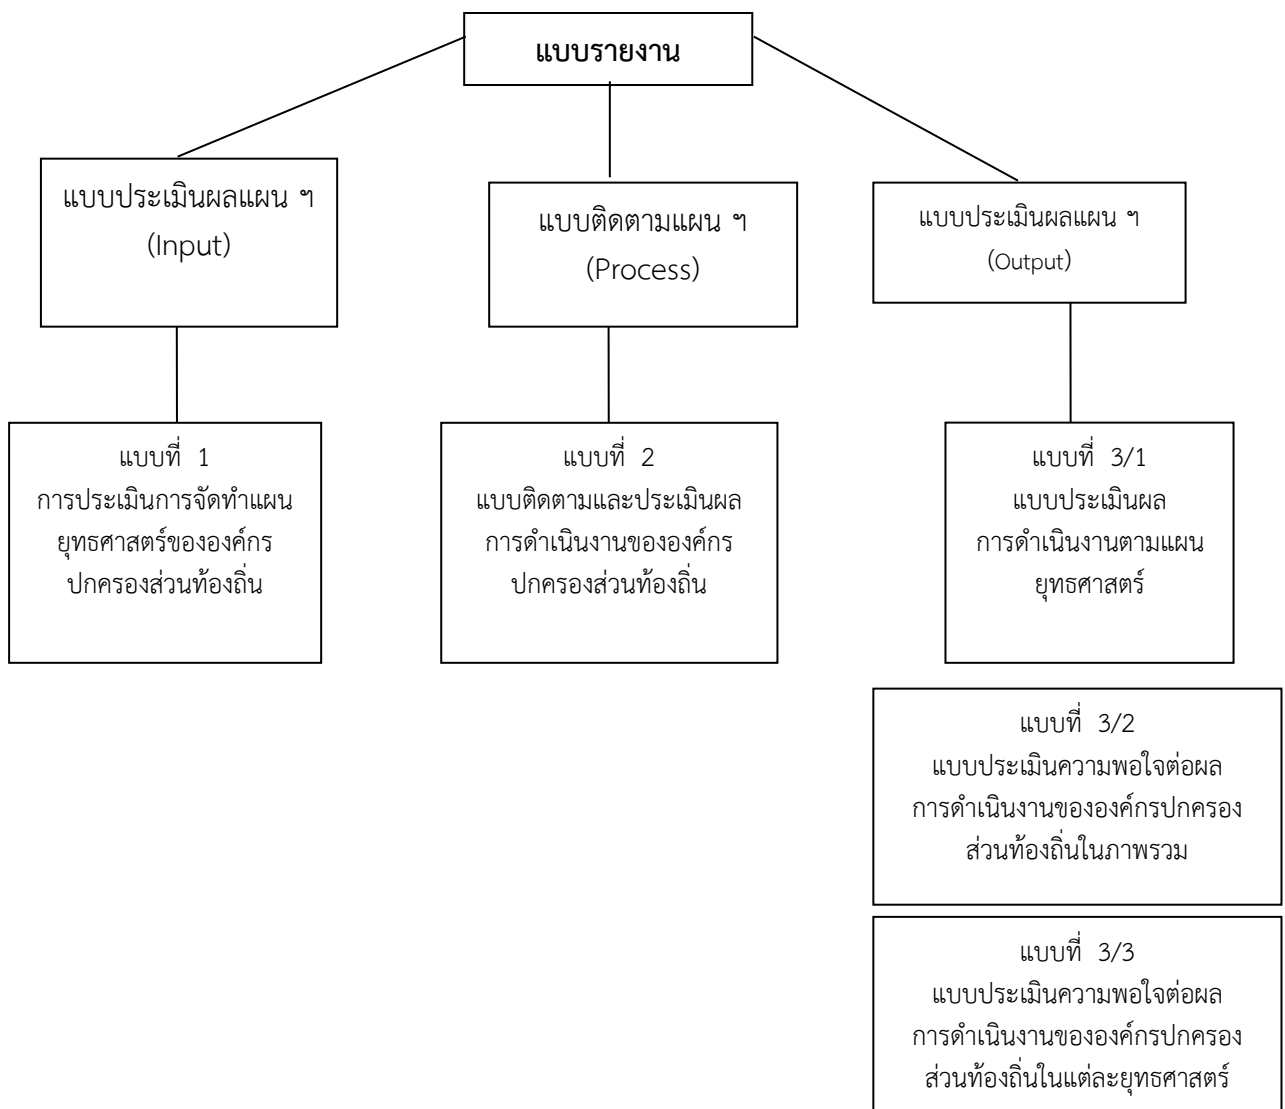 แบบรายงาน
แบบประเมินผลแผน ฯ
(Input)
แบบติดตามแผน ฯ
(Process)
แบบประเมินผลแผน ฯ
(Output)
แบบที่ 1
การประเมินการจัดทำแผน
ยุทธศาสตร์ขององค์กร
ปกครองส่วนท้องถิ่น
แบบที่ 2
แบบติดตามและประเมินผล
การดำเนินงานขององค์กร
ปกครองส่วนท้องถิ่น
แบบที่ 3/1
แบบประเมินผล
การดำเนินงานตามแผน
ยุทธศาสตร์
แบบที่ 3/2
แบบประเมินความพอใจต่อผล
การดำเนินงานขององค์กรปกครอง
ส่วนท้องถิ่นในภาพรวม
แบบที่ 3/3
แบบประเมินความพอใจต่อผล
การดำเนินงานขององค์กรปกครอง
ส่วนท้องถิ่นในแต่ละยุทธศาสตร์